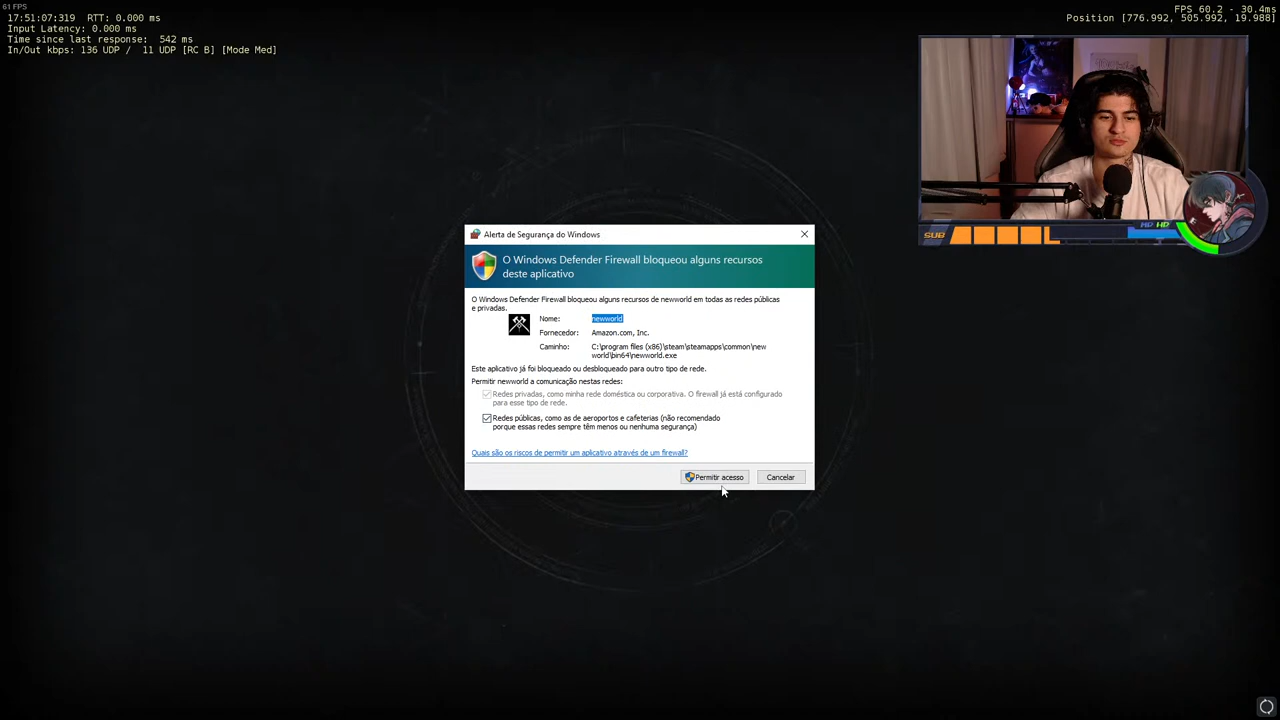 61 FPS
17:51:07:319 RTT: 0.000 ms
Input Latency: 0.000 ms
Time since last response: 542 ms
In/Out kbps: 136 UDP / 11 UDP [RC B] [Mode Med]
FPS 60.2 - 30.4ms
Position [776.992, 505.992, 19.988]
SUB
HD HD
Alerta de Segurança do Windows
O Windows Defender Firewall bloqueou alguns recursos
deste aplicativo
O Windows Defender Firewall bloqueou alguns recursos de newworld em todas as redes públicas
e privadas.
Nome: newworld
Fornecedor: Amazon.com, Inc.
Caminho: C:\program files (x86)\steam\steamapps\common\new
world\bin64\newworld.exe
Este aplicativo já foi bloqueado ou desbloqueado para outro tipo de rede.
Permitir newworld a comunicação nestas redes:
Redes privadas, como minha rede doméstica ou corporativa. O firewall já está configurado
para esse tipo de rede.
Redes públicas, como as de aeroportos e cafeterias (não recomendado
porque essas redes sempre têm menos ou nenhuma segurança)
Quais são os riscos de permitir um aplicativo através de um firewall?
Permitir acesso
Cancelar